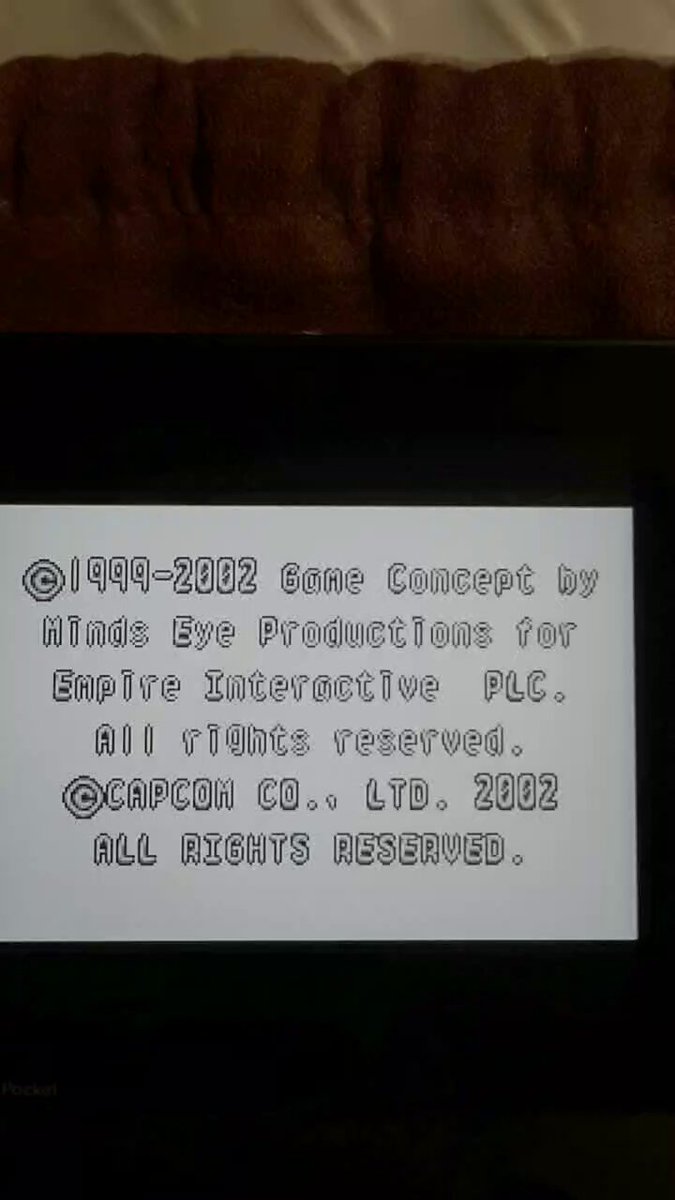 ©1999-2002 Game Concept by
Minds Eye Productions for
Empire Interactive PLC.
All rights reserved.
©CAPCOM CO., LTD. 2002
ALL RIGHTS RESERVED.
Pocket